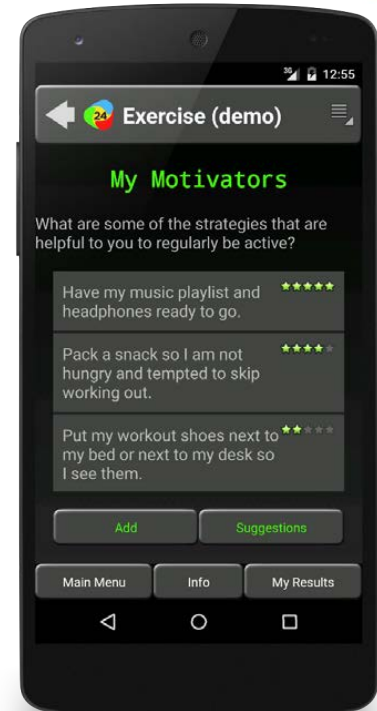 3G 12:55
24 Exercise (demo)
My Motivators
What are some of the strategies that are
helpful to you to regularly be active?
Have my music playlist and
headphones ready to go.
Pack a snack so I am not
hungry and tempted to skip
working out.
Put my workout shoes next to
my bed or next to my desk so
I see them.
Add Suggestions
Main Menu Info My Results